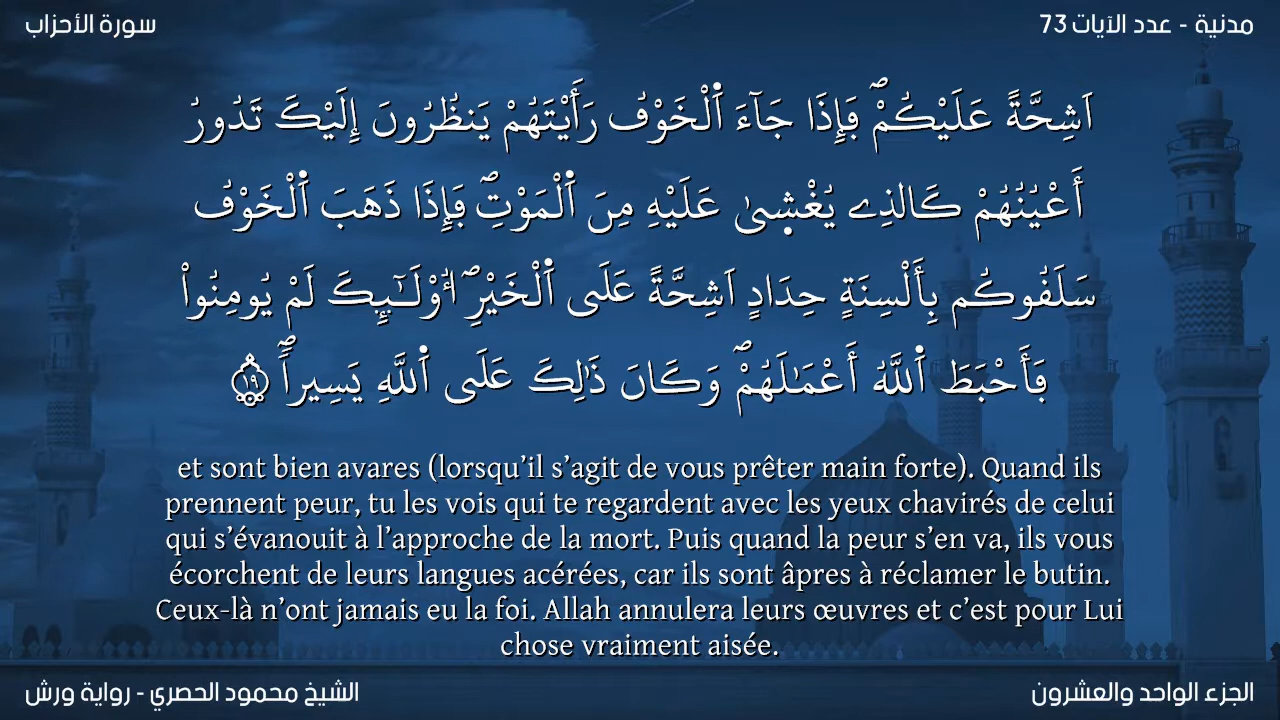 سورة الأحزاب
مدنية - عدد الآيات 73
اَشِحَّةً عَلَيْكُمْۖ فَإِذَا جَآءَ اَ۬لْخَوْفُ رَأَيْتَهُمْ يَنظُرُونَ إِلَيْكَ تَدُورُ
أَعْيُنُهُمْ كَالذِے يُغْش۪يٰ عَلَيْهِ مِنَ اَ۬لْمَوْتِۖ فَإِذَا ذَهَبَ اَ۬لْخَوْفُ
سَلَقُوكُم بِأَلْسِنَةٍ حِدَادٍ اَشِحَّةً عَلَى اَ۬لْخَيْرِۖ ا۟وْلَٰٓئِكَ لَمْ يُومِنُواْ
فَأَحْبَطَ اَ۬للَّهُ أَعْمَٰلَهُمْۖ وَكَانَ ذَٰلِكَ عَلَى اَ۬للَّهِ يَسِيراٗۖ ١٩
et sont bien avares (lorsqu’il s’agit de vous prêter main forte). Quand ils
prennent peur, tu les vois qui te regardent avec les yeux chavirés de celui
qui s’évanouit à l’approche de la mort. Puis quand la peur s’en va, ils vous
écorchent de leurs langues acérées, car ils sont âpres à réclamer le butin.
Ceux-là n’ont jamais eu la foi. Allah annulera leurs œuvres et c’est pour Lui
chose vraiment aisée.
الشيخ محمود الحصري - رواية ورش
الجزء الواحد والعشرون